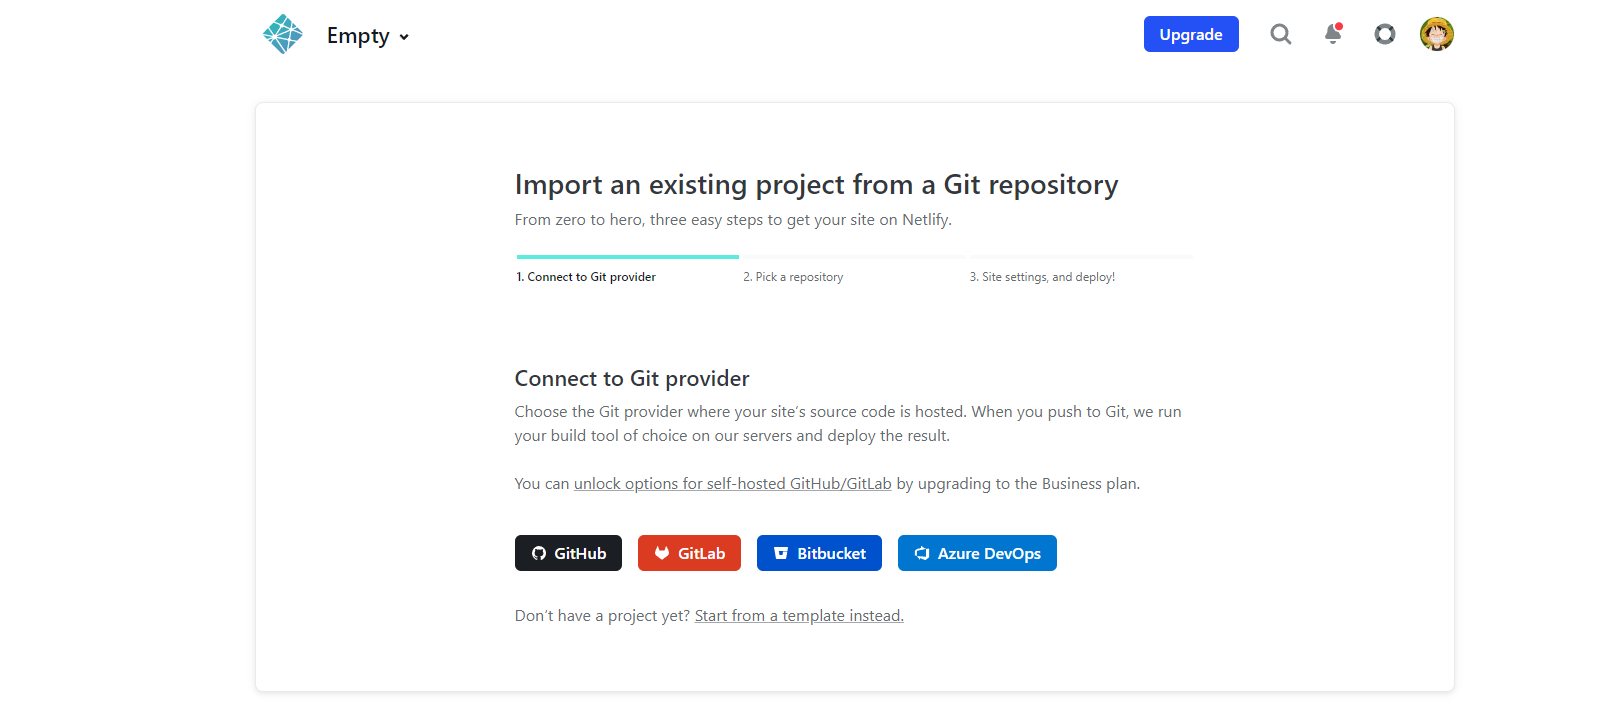 Empty
Upgrade
Import an existing project from a Git repository
From zero to hero, three easy steps to get your site on Netlify.
1. Connect to Git provider
2. Pick a repository
3. Site settings, and deploy!
Connect to Git provider
Choose the Git provider where your site’s source code is hosted. When you push to Git, we run
your build tool of choice on our servers and deploy the result.
You can unlock options for self-hosted GitHub/GitLab by upgrading to the Business plan.
GitHub
GitLab
Bitbucket
Azure DevOps
Don’t have a project yet? Start from a template instead.